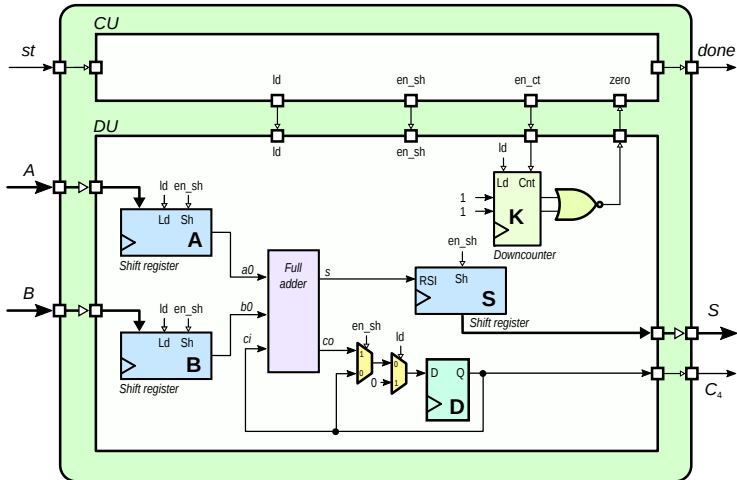 CU
st
done
ld
en_sh
en_ct
zero
DU
ld
en_sh
ld
A
ld en_sh
Ld Cnt
1
1
K
Ld Sh
A
Downcounter
Shift register
en_sh
Full
adder
a0
s
RSI Sh
S
B
ld en_sh
b0
Shift register
S
Ld Sh
B
ci
co
en_sh
ld
1
0
0
0
1
D Q
D
C4
Shift register